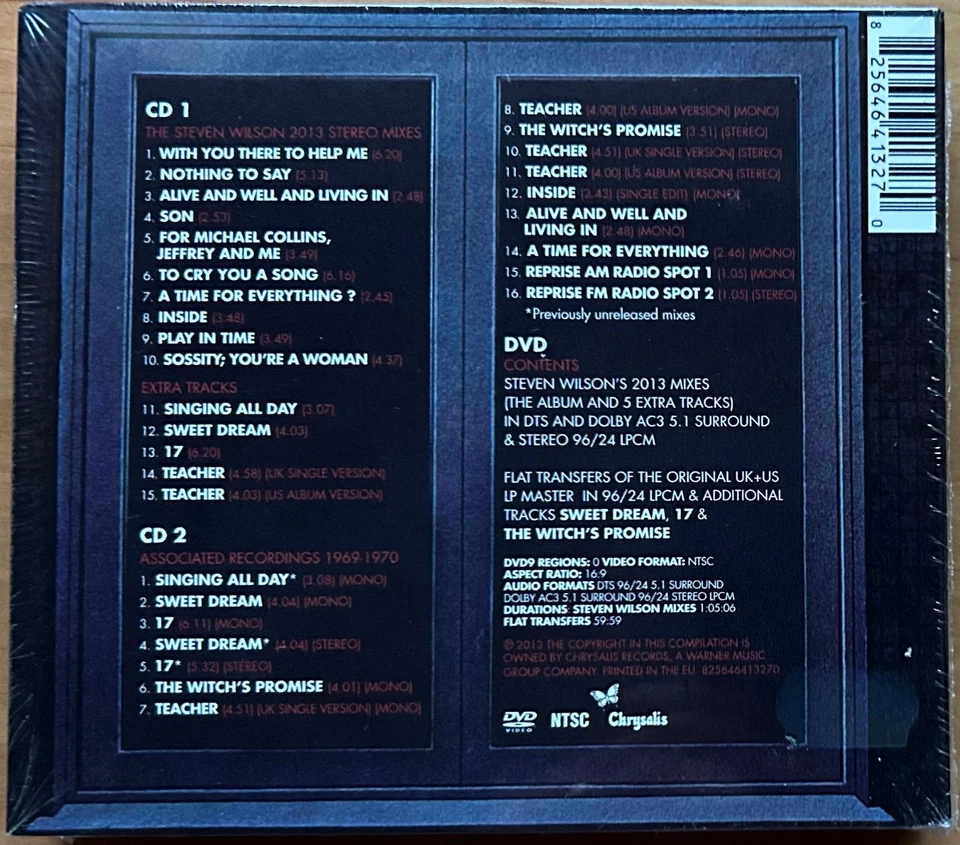 CD 1
THE STEVEN WILSON 2013 STEREO MIXES
1. WITH YOU THERE TO HELP ME (6.20)
2. NOTHING TO SAY (5.13)
3. ALIVE AND WELL AND LIVING IN (2.48)
4. SON (2.53)
5. FOR MICHAEL COLLINS,
JEFFREY AND ME (3.49)
6. TO CRY YOU A SONG (6.16)
7. A TIME FOR EVERYTHING ? (2.45)
8. INSIDE (3.48)
9. PLAY IN TIME (3.49)
10. SOSSITY; YOU'RE A WOMAN (4.37)
EXTRA TRACKS
11. SINGING ALL DAY (3.07)
12. SWEET DREAM (4.03)
13. 17 (6.20)
14. TEACHER (4.58) (UK SINGLE VERSION)
15. TEACHER (4.03) (US ALBUM VERSION)
CD 2
ASSOCIATED RECORDINGS 1969-1970
1. SINGING ALL DAY* (3.08) (MONO)
2. SWEET DREAM (4.04) (MONO)
3. 17 (6.11) (MONO)
4. SWEET DREAM* (4.04) (STEREO)
5. 17* (5.32) (STEREO)
6. THE WITCH'S PROMISE (4.01) (MONO)
7. TEACHER (4.51) (UK SINGLE VERSION) (MONO)
8. TEACHER (4.00) (US ALBUM VERSION) (MONO)
9. THE WITCH'S PROMISE (3.51) (STEREO)
10. TEACHER (4.51) (UK SINGLE VERSION) (STEREO)
11. TEACHER (4.00) (US ALBUM VERSION) (STEREO)
12. INSIDE (2.43) (SINGLE EDIT) (MONO)
13. ALIVE AND WELL AND
LIVING IN (2.48) (MONO)
14. A TIME FOR EVERYTHING (2.46) (MONO)
15. REPRISE AM RADIO SPOT 1 (1.05) (MONO)
16. REPRISE FM RADIO SPOT 2 (1.05) (STEREO)
*Previously unreleased mixes
DVD
CONTENTS
STEVEN WILSON'S 2013 MIXES
(THE ALBUM AND 5 EXTRA TRACKS)
IN DTS AND DOLBY AC3 5.1 SURROUND
& STEREO 96/24 LPCM
FLAT TRANSFERS OF THE ORIGINAL UK+US
LP MASTER IN 96/24 LPCM & ADDITIONAL
TRACKS SWEET DREAM, 17 &
THE WITCH'S PROMISE
DVD9 REGIONS: 0 VIDEO FORMAT: NTSC
ASPECT RATIO: 16:9
AUDIO FORMATS DTS 96/24 5.1 SURROUND
DOLBY AC3 5.1 SURROUND 96/24 STEREO LPCM
DURATIONS: STEVEN WILSON MIXES 1:05:06
FLAT TRANSFERS 59:59
℗ 2013 THE COPYRIGHT IN THIS COMPILATION IS
OWNED BY CHRYSALIS RECORDS, A WARNER MUSIC
GROUP COMPANY. PRINTED IN THE EU. 825646413270
DVD VIDEO NTSC Chrysalis
8 25646 41327 0